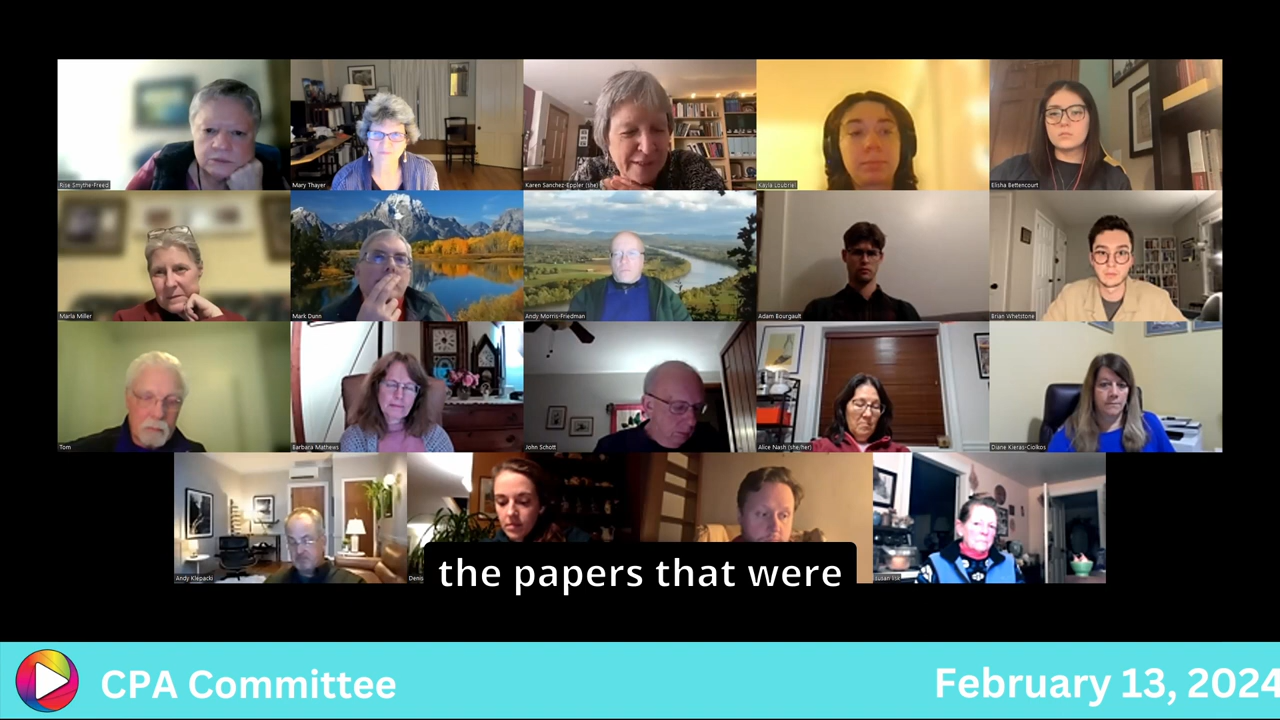 Rise Smythe-Freed
Mary Thayer
Karen Sanchez-Eppler (she)
Kayla Loubriel
Elisha Bettencourt
Marla Miller
Mark Dunn
Andy Morris-Friedman
Adam Bourgault
Brian Whetstone
Tom
Barbara Mathews
John Schott
Alice Nash (she/her)
Diane Kieras-Ciolkos
Andy Klepacki
Denis
the papers that were
CPA Committee
February 13, 2024